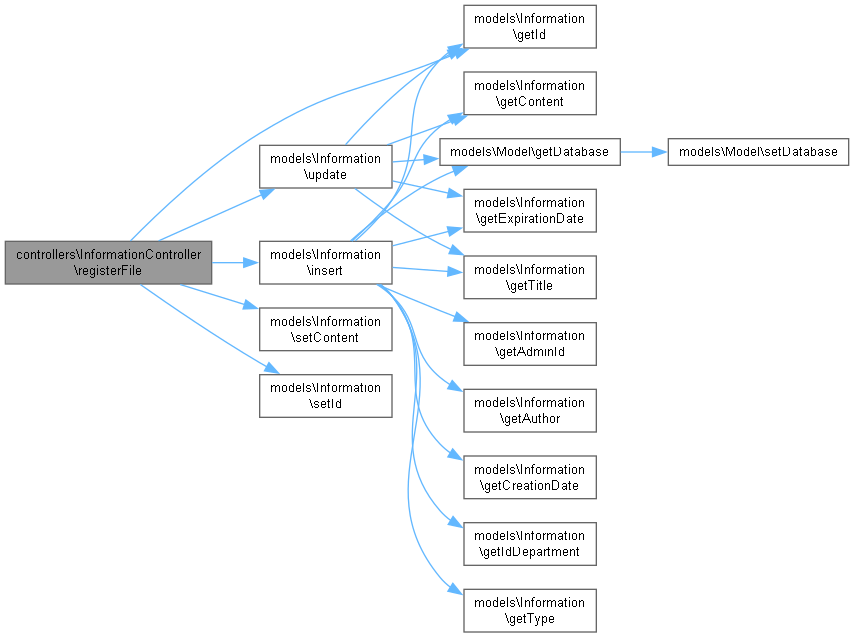 controllers\InformationController
\registerFile
models\Information
\update
models\Information
\insert
models\Information
\setContent
models\Information
\setId
models\Information
\getId
models\Information
\getContent
models\Model\getDatabase
models\Information
\getExpirationDate
models\Information
\getTitle
models\Information
\getAdminId
models\Information
\getAuthor
models\Information
\getCreationDate
models\Information
\getIdDepartment
models\Information
\getType
models\Model\setDatabase